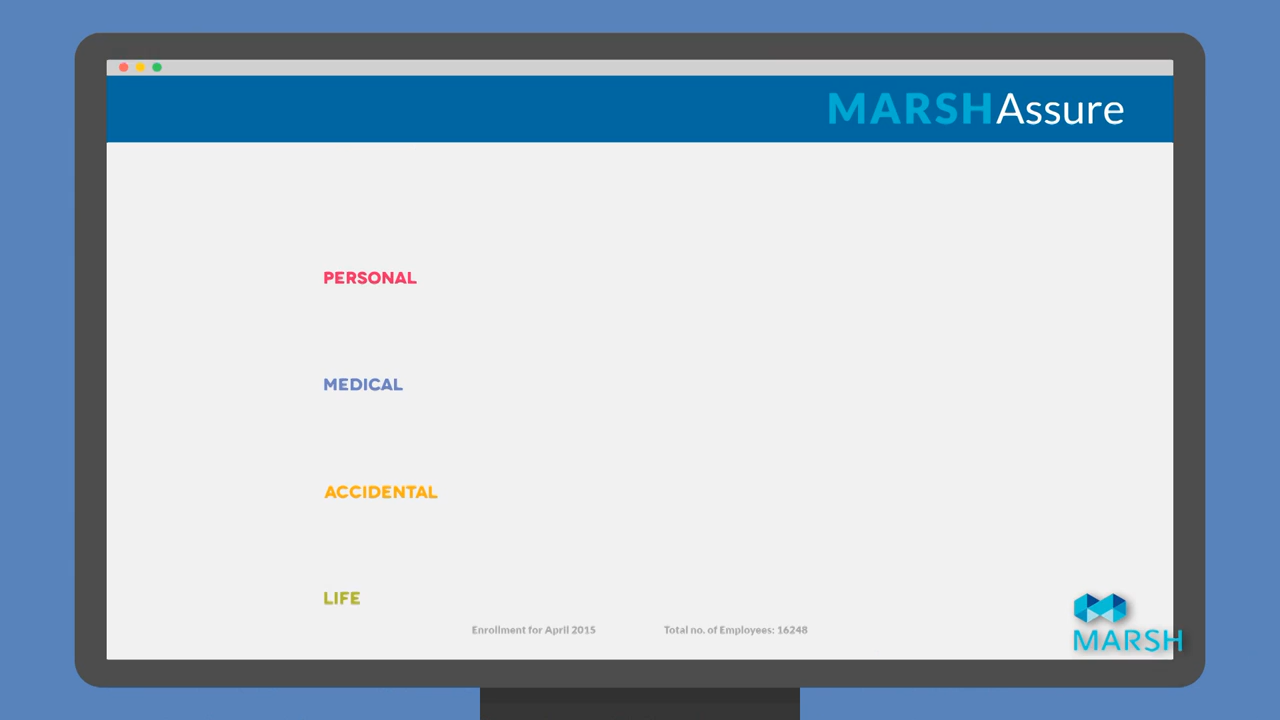 MARSHAssure
PERSONAL
MEDICAL
ACCIDENTAL
LIFE
Enrollment for April 2015
Total no. of Employees: 16248
MARSH